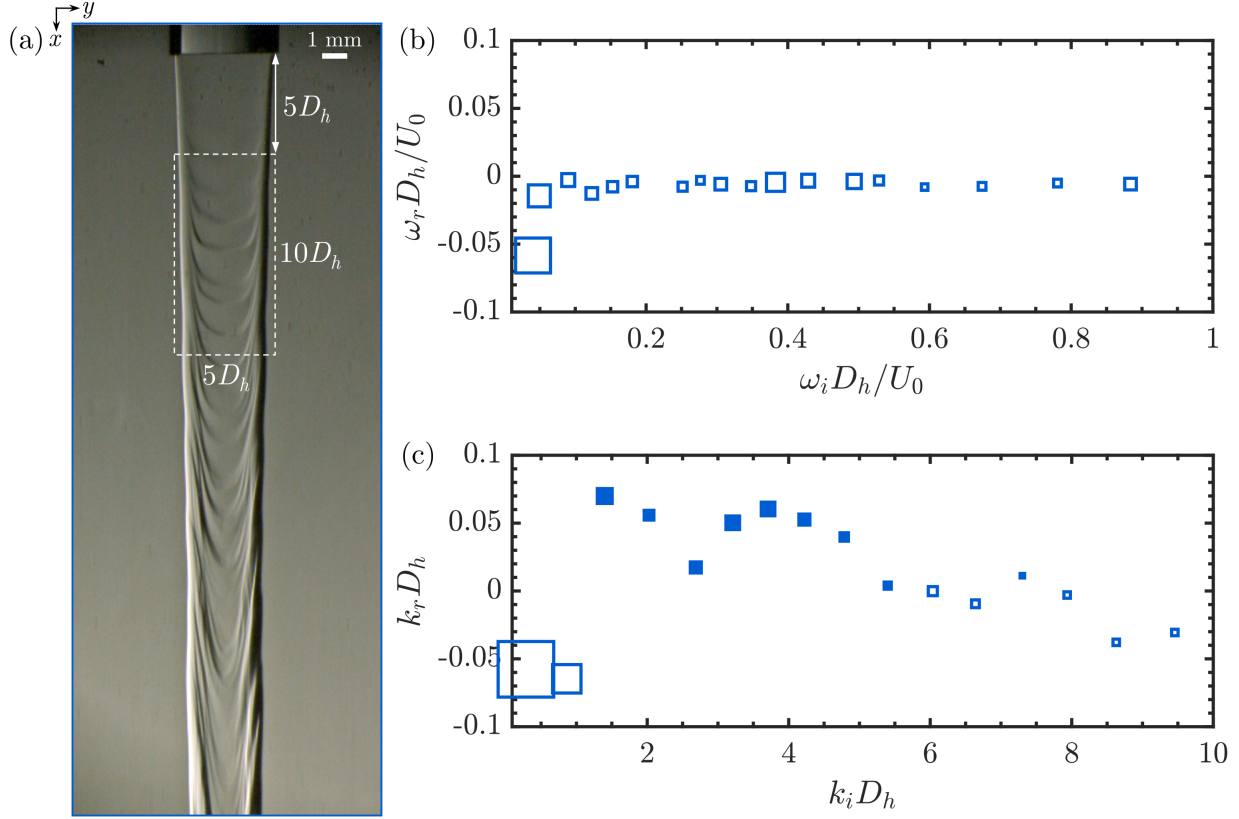 (a)
x
y
1 mm
5D_h
10D_h
5D_h
(b)
0.1
0.05
0
-0.05
-0.1
ω_r D_h/U_0
0.2
0.4
0.6
0.8
1
ω_i D_h/U_0
(c)
0.1
0.05
0
-0.05
-0.1
k_r D_h
2
4
6
8
10
k_i D_h